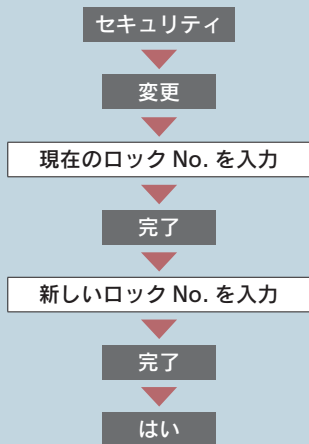 セキュリティ
変更
現在のロック No. を入力
完了
新しいロック No. を入力
完了
はい